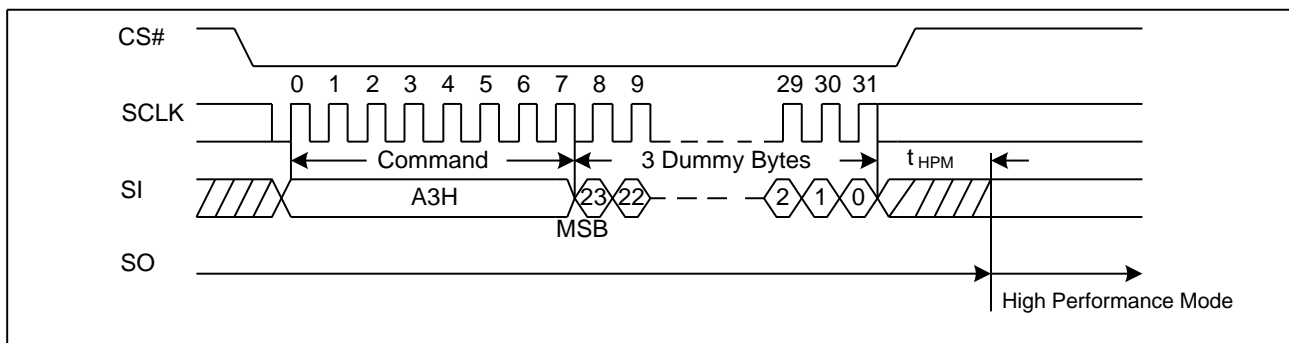 CS#
0 1 2 3 4 5 6 7 8 9 29 30 31
SCLK
Command 3 Dummy Bytes tHPM
SI A3H 23 22 2 1 0
MSB
SO
High Performance Mode